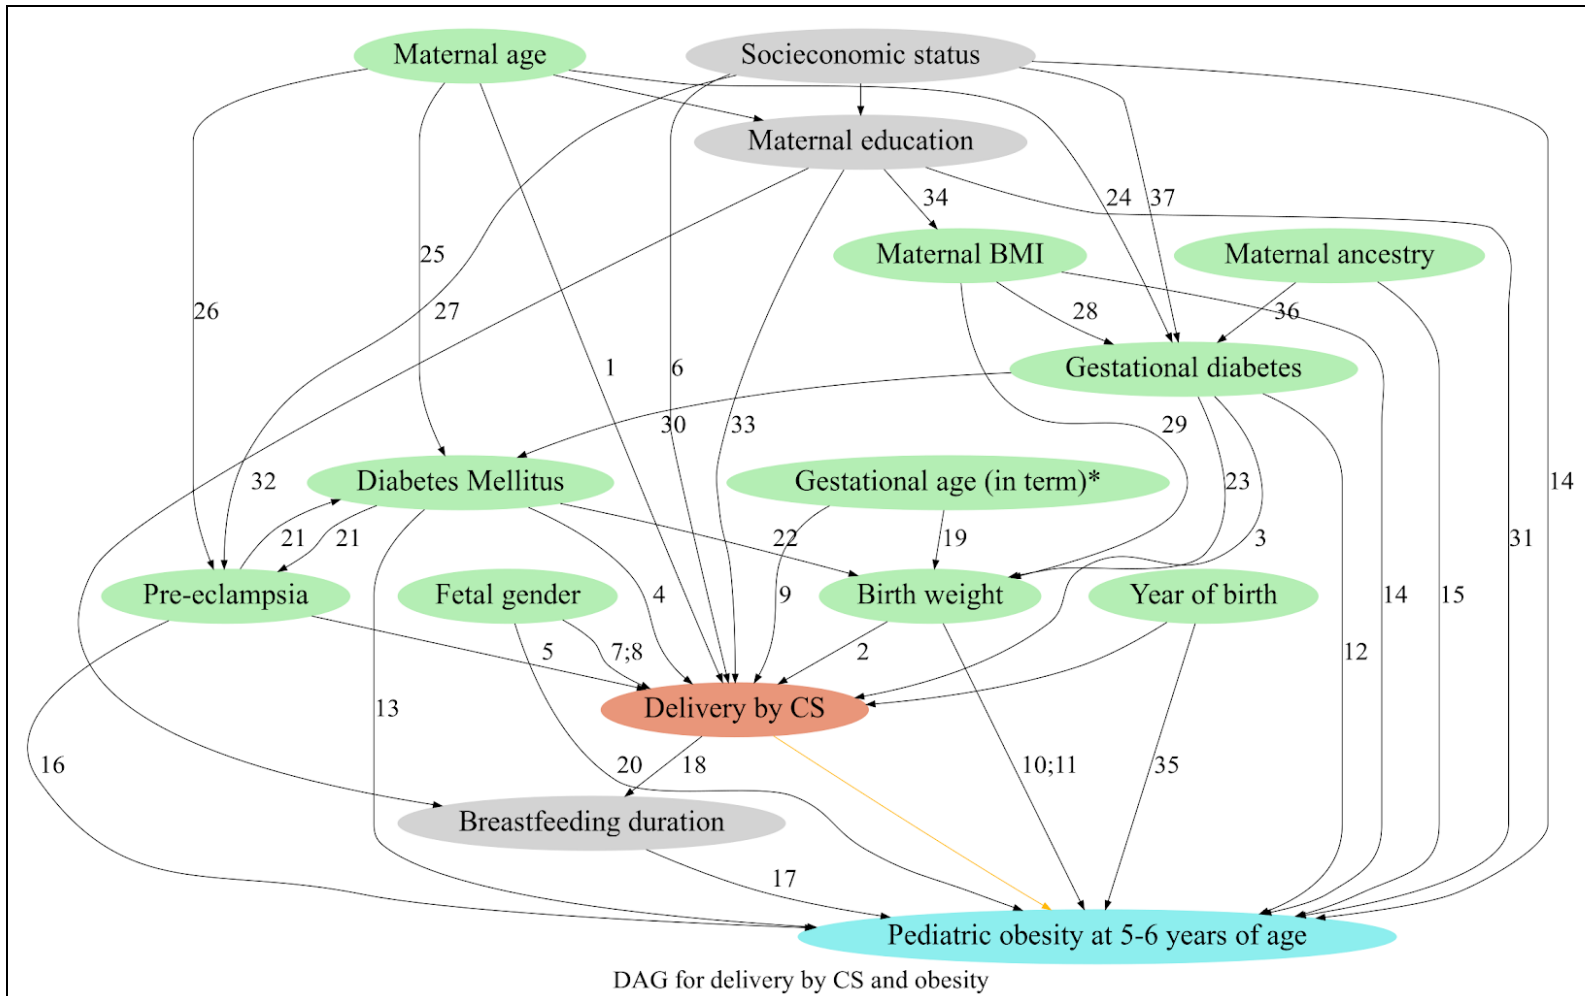 Maternal age
Socieconomic status
Maternal education
34
24
37
Maternal BMI
Maternal ancestry
25
26
27
28
36
1
6
Gestational diabetes
30
33
29
32
Diabetes Mellitus
Gestational age (in term)*
23
14
21
21
22
19
3
31
Pre-eclampsia
Fetal gender
4
9
Birth weight
Year of birth
14
15
5
7;8
2
12
13
Delivery by CS
16
20
18
10;11
35
Breastfeeding duration
17
Pediatric obesity at 5-6 years of age
DAG for delivery by CS and obesity